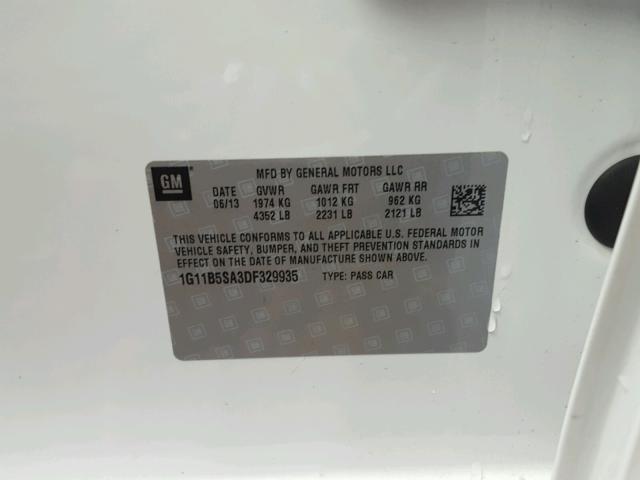 GM
MFD BY GENERAL MOTORS LLC
DATE GVWR GAWR FRT GAWR RR
06/13 1974 KG 1012 KG 962 KG
4352 LB 2231 LB 2121 LB
THIS VEHICLE CONFORMS TO ALL APPLICABLE U.S. FEDERAL MOTOR
VEHICLE SAFETY, BUMPER, AND THEFT PREVENTION STANDARDS IN
EFFECT ON THE DATE OF MANUFACTURE SHOWN ABOVE.
1G11B5SA3DF329935 TYPE: PASS CAR